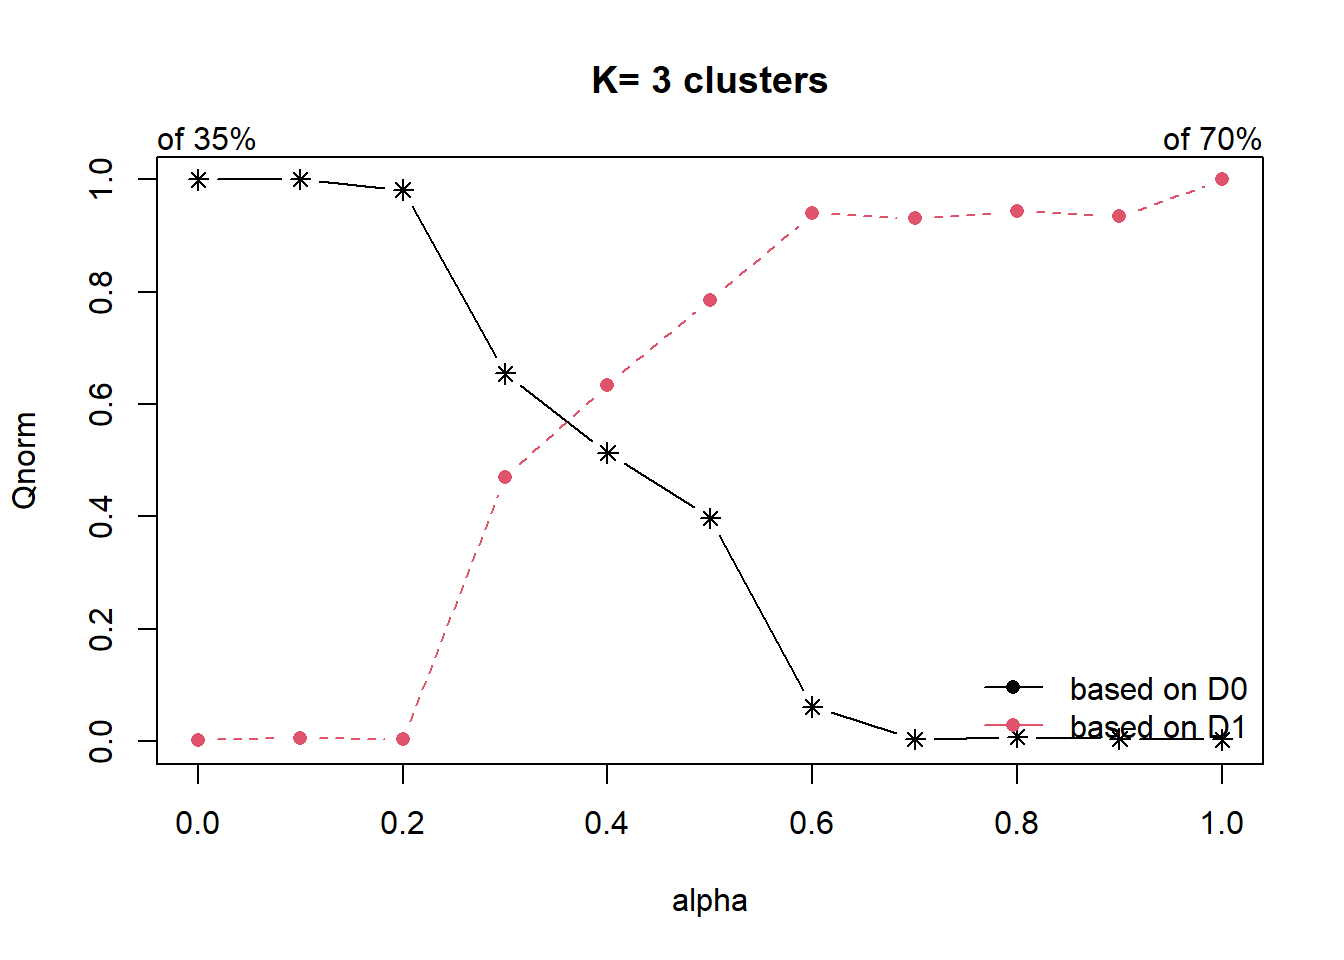 K= 3 clusters
of 35%
of 70%
1.0
0.8
0.6
0.4
0.2
0.0
Qnorm
based on D0
based on D1
0.0 0.2 0.4 0.6 0.8 1.0
alpha